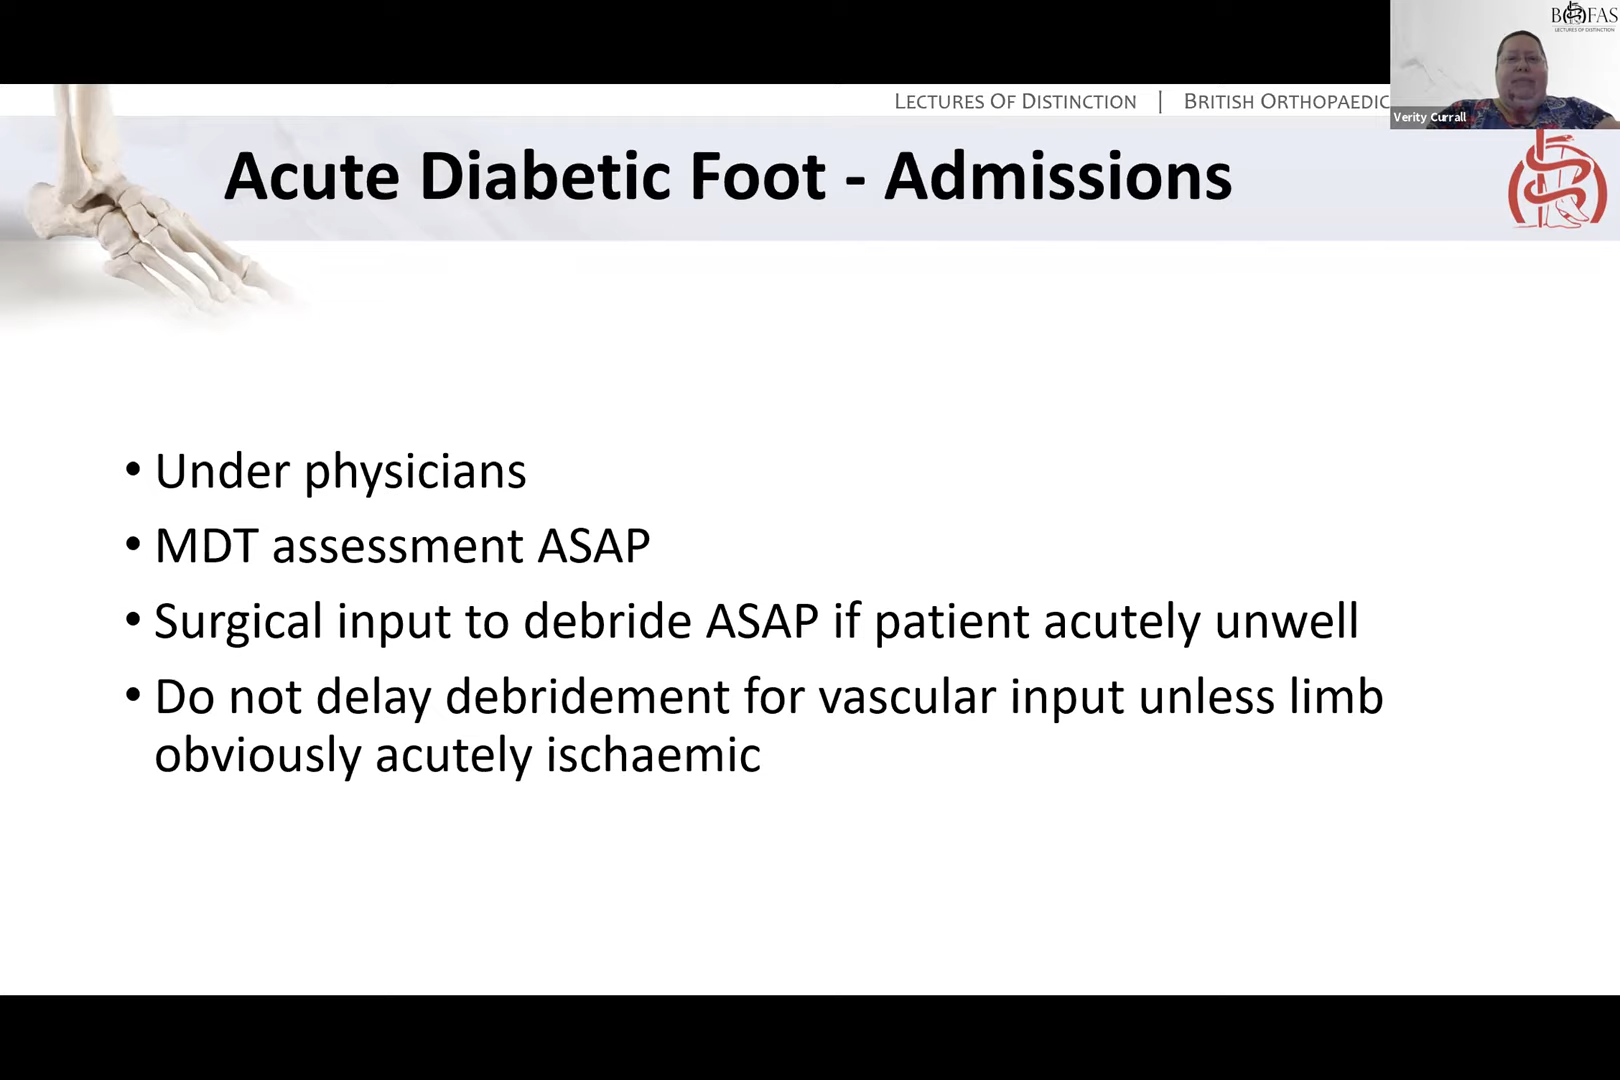 BOFAS
LECTURES OF DISTINCTION
LECTURES OF DISTINCTION | BRITISH ORTHOPAEDIC
Verity Currall
Acute Diabetic Foot - Admissions
• Under physicians
• MDT assessment ASAP
• Surgical input to debride ASAP if patient acutely unwell
• Do not delay debridement for vascular input unless limb
obviously acutely ischaemic